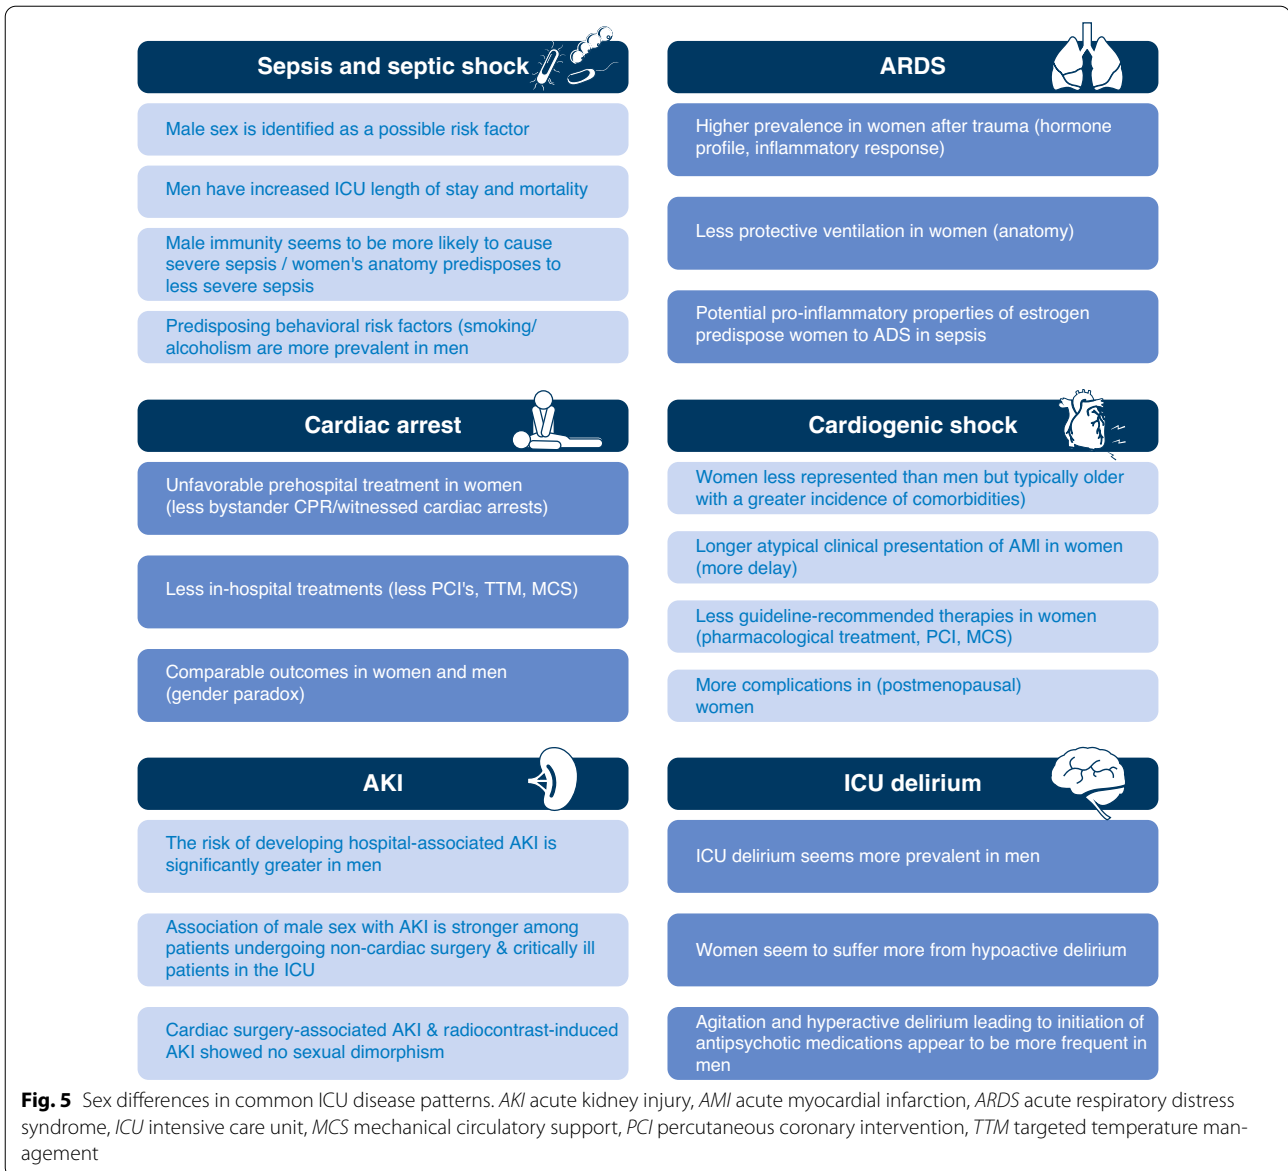 Sepsis and septic shock
Male sex is identified as a possible risk factor
Men have increased ICU length of stay and mortality
Male immunity seems to be more likely to cause
severe sepsis / women's anatomy predisposes to
less severe sepsis
Predisposing behavioral risk factors (smoking/
alcoholism are more prevalent in men
ARDS
Higher prevalence in women after trauma (hormone
profile, inflammatory response)
Less protective ventilation in women (anatomy)
Potential pro-inflammatory properties of estrogen
predispose women to ADS in sepsis
Cardiac arrest
Unfavorable prehospital treatment in women
(less bystander CPR/witnessed cardiac arrests)
Less in-hospital treatments (less PCI's, TTM, MCS)
Comparable outcomes in women and men
(gender paradox)
Cardiogenic shock
Women less represented than men but typically older
with a greater incidence of comorbidities)
Longer atypical clinical presentation of AMI in women
(more delay)
Less guideline-recommended therapies in women
(pharmacological treatment, PCI, MCS)
More complications in (postmenopausal)
women
AKI
The risk of developing hospital-associated AKI is
significantly greater in men
Association of male sex with AKI is stronger among
patients undergoing non-cardiac surgery & critically ill
patients in the ICU
Cardiac surgery-associated AKI & radiocontrast-induced
AKI showed no sexual dimorphism
ICU delirium
ICU delirium seems more prevalent in men
Women seem to suffer more from hypoactive delirium
Agitation and hyperactive delirium leading to initiation of
antipsychotic medications appear to be more frequent in
men
Fig. 5 Sex differences in common ICU disease patterns. AKI acute kidney injury, AMI acute myocardial infarction, ARDS acute respiratory distress
syndrome, ICU intensive care unit, MCS mechanical circulatory support, PCI percutaneous coronary intervention, TTM targeted temperature man-
agement